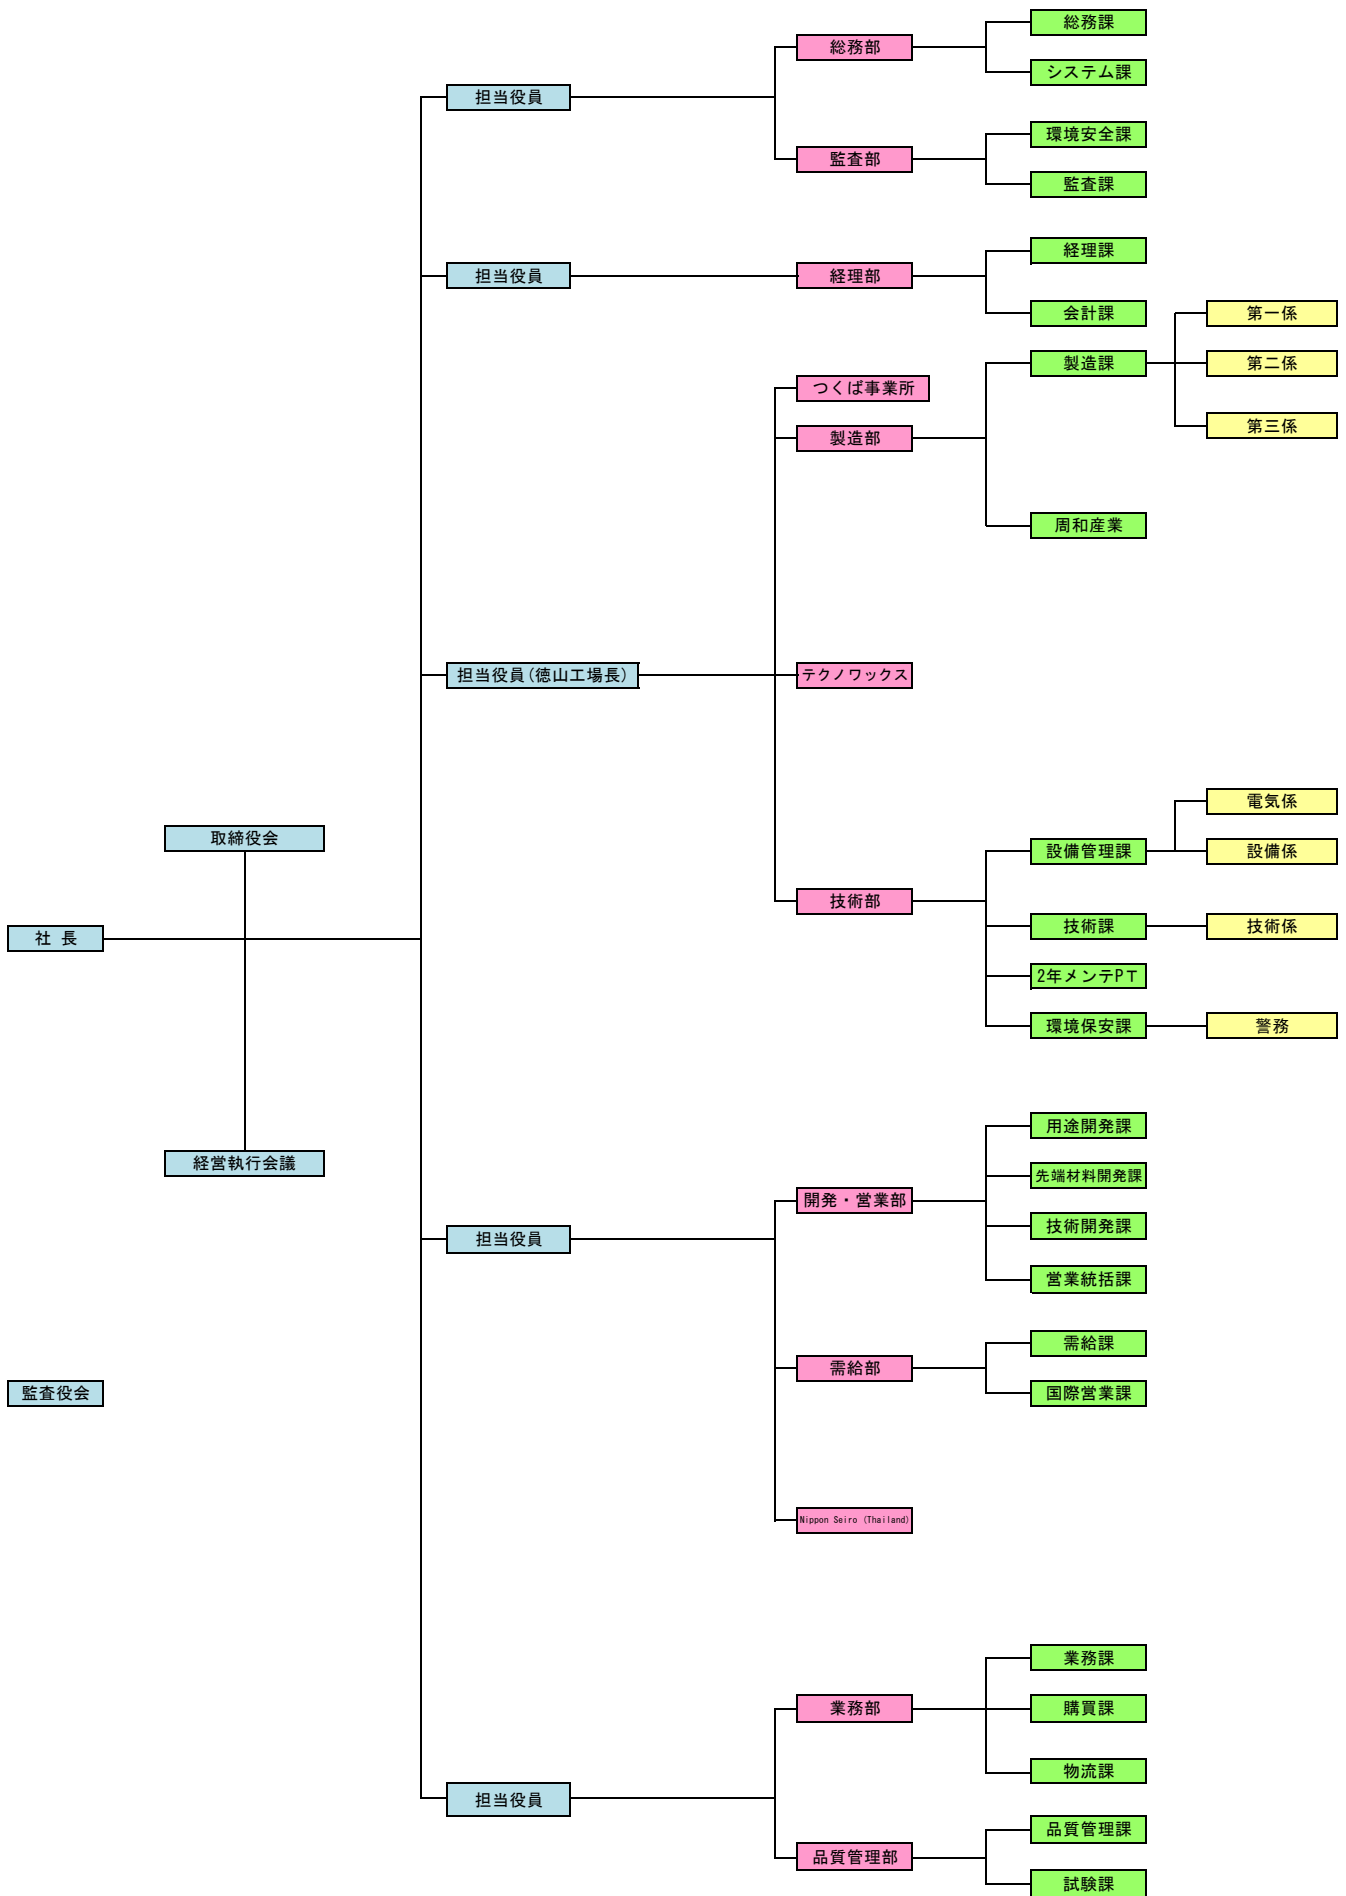 社 長
監査役会
取締役会
経営執行会議
担当役員
総務部
総務課
システム課
監査部
環境安全課
監査課
担当役員
経理部
経理課
会計課
担当役員(徳山工場長)
つくば事業所
製造部
製造課
第一係
第二係
第三係
周和産業
テクノワックス
技術部
設備管理課
電気係
設備係
技術課
技術係
2年メンテPT
環境保安課
警務
担当役員
開発・営業部
用途開発課
先端材料開発課
技術開発課
営業統括課
需給部
需給課
国際営業課
Nippon Seiro (Thailand)
担当役員
業務部
業務課
購買課
物流課
品質管理部
品質管理課
試験課